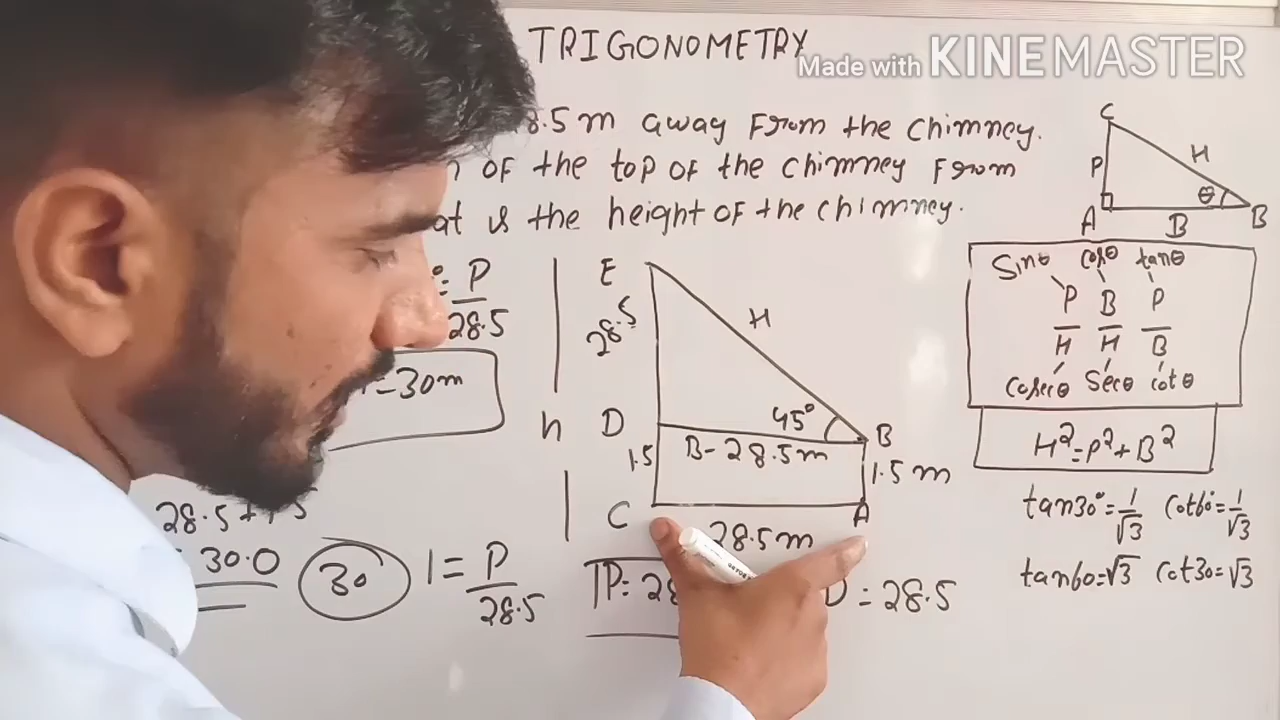 TRIGONOMETRY
Made with KINEMASTER
8.5 m away From the chimney.
n OF the top of the chimney From
at is the height OF the chimney.
= P
28.5
= 30m
28.5 + 1.5
30.0
30
1 = P
28.5
E
28.5
H
h
D
45°
B
B - 28.5m
1.5
1.5 m
C
A
28.5m
P = 28
= 28.5
C
P
H
θ
A
B
B
Sinθ Cosθ tanθ
P B P
H H B
Cosecθ Secθ Cotθ
H² = P² + B²
tan30° = 1/√3 Cot60° = 1/√3
tan60 = √3 Cot30 = √3